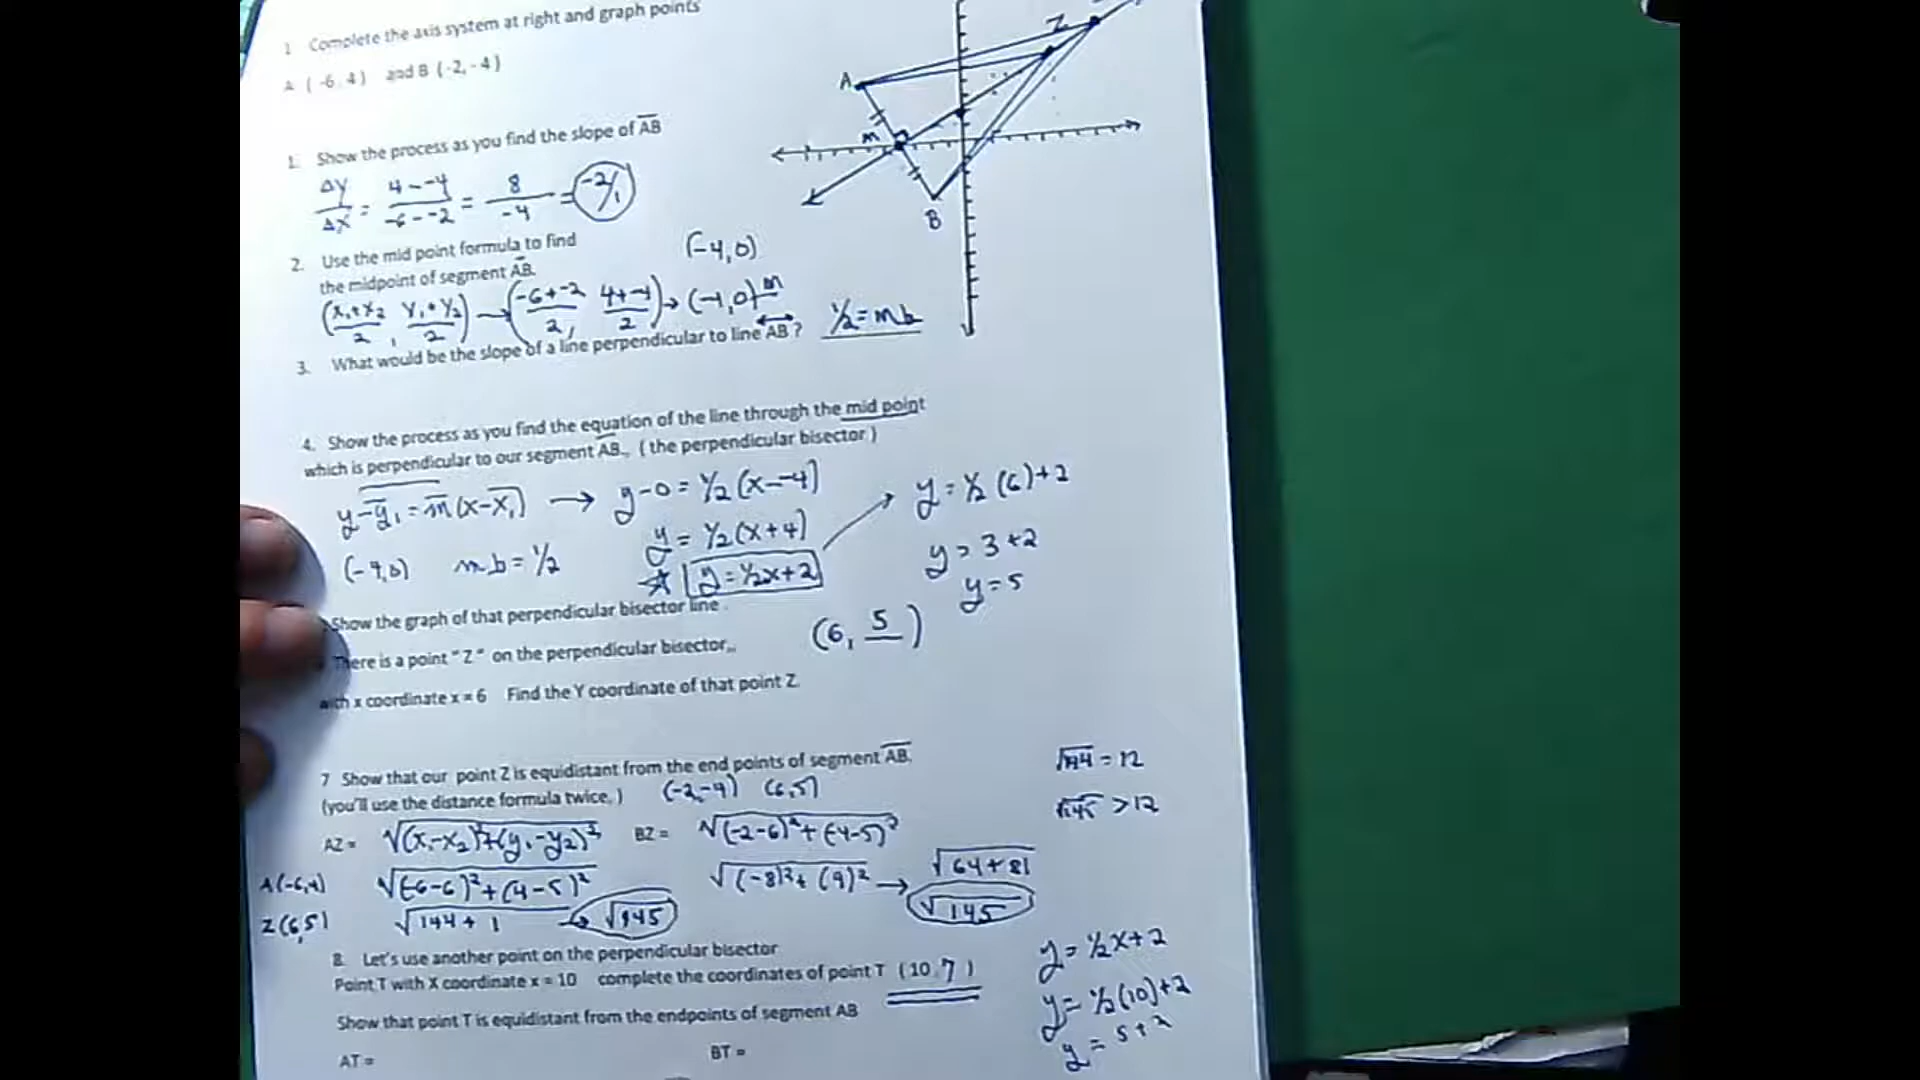 1 Complete the axis system at right and graph points
A ( -6, 4 ) and B ( -2, -4 )
Z
A
m
B
1. Show the process as you find the slope of AB
ΔY/ΔX = 4--4/-6--2 = 8/-4 = -2/1
2. Use the mid point formula to find
the midpoint of segment AB.
(-4,0)
(x₁+x₂/2, y₁+y₂/2) → (-6+-2/2, 4+-4/2) → (-4,0) m
3. What would be the slope of a line perpendicular to line AB ? ½=m b
4. Show the process as you find the equation of the line through the mid point
which is perpendicular to our segment AB., ( the perpendicular bisector )
y-y₁=m(x-x₁) → y-0=½(x--4)
y=½(6)+2
y=½(x+4)
y=3+2
(-4,0) m b=½
y=½x+2
y=5
Show the graph of that perpendicular bisector line .
(6, 5)
There is a point "Z" on the perpendicular bisector,,
with x coordinate x = 6 Find the Y coordinate of that point Z.
7 Show that our point Z is equidistant from the end points of segment AB.
√144 = 12
(you'll use the distance formula twice, ) (-2,-4) (6,5)
√145 >12
AZ = √(x₁-x₂)²+(y₁-y₂)² BZ = √(-2-6)²+(-4-5)²
A(-6,4) √(-6-6)²+(4-5)² √(-8)²+(9)² → √64+81
Z(6,5) √144+1 → √145 √145
8. Let's use another point on the perpendicular bisector
y=½x+2
Point T with X coordinate x = 10 complete the coordinates of point T ( 10, 7 )
y=½(10)+2
Show that point T is equidistant from the endpoints of segment AB
y=5+2
AT = BT =